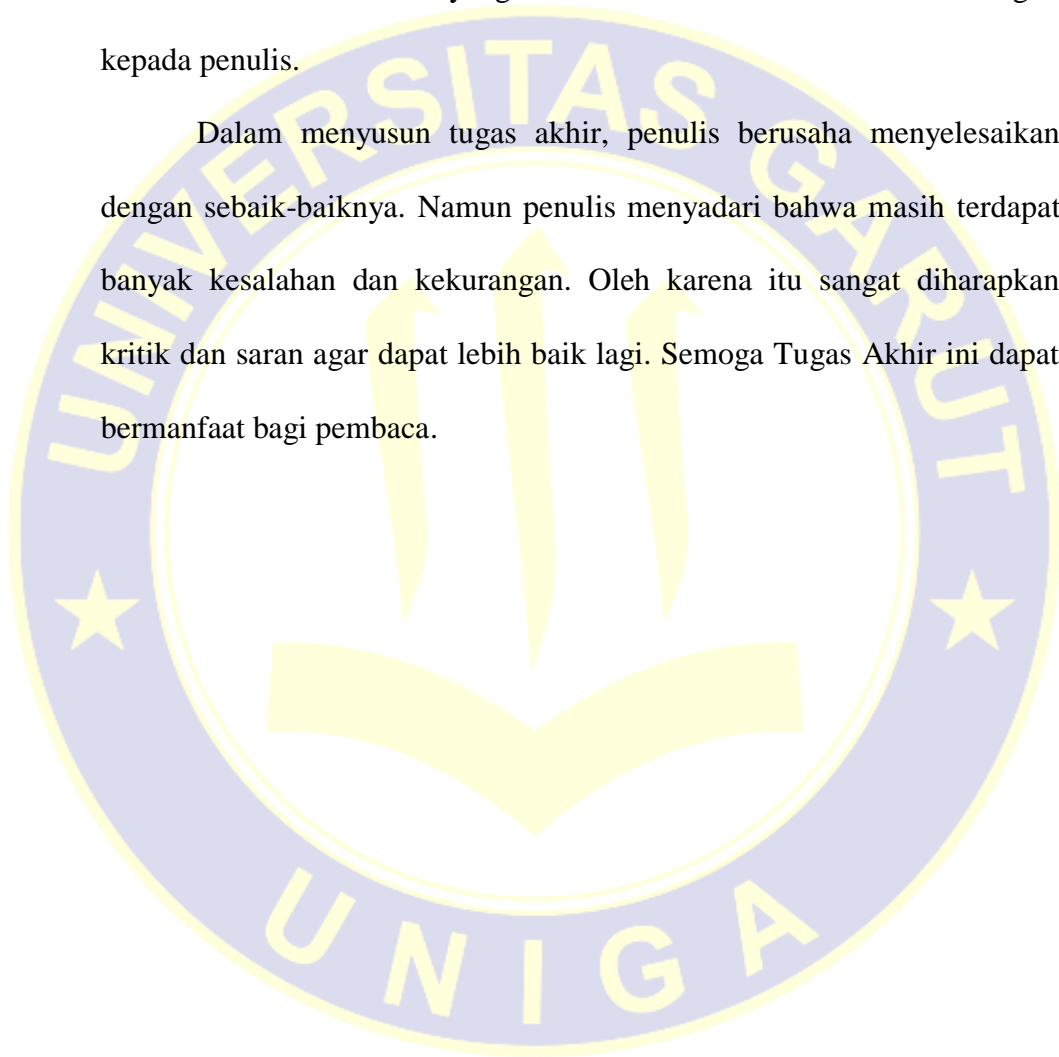 kepada penulis.
Dalam menyusun tugas akhir, penulis berusaha menyelesaikan
dengan sebaik-baiknya. Namun penulis menyadari bahwa masih terdapat
banyak kesalahan dan kekurangan. Oleh karena itu sangat diharapkan
kritik dan saran agar dapat lebih baik lagi. Semoga Tugas Akhir ini dapat
bermanfaat bagi pembaca.
UNIVERSITAS GARUT
UNIGA